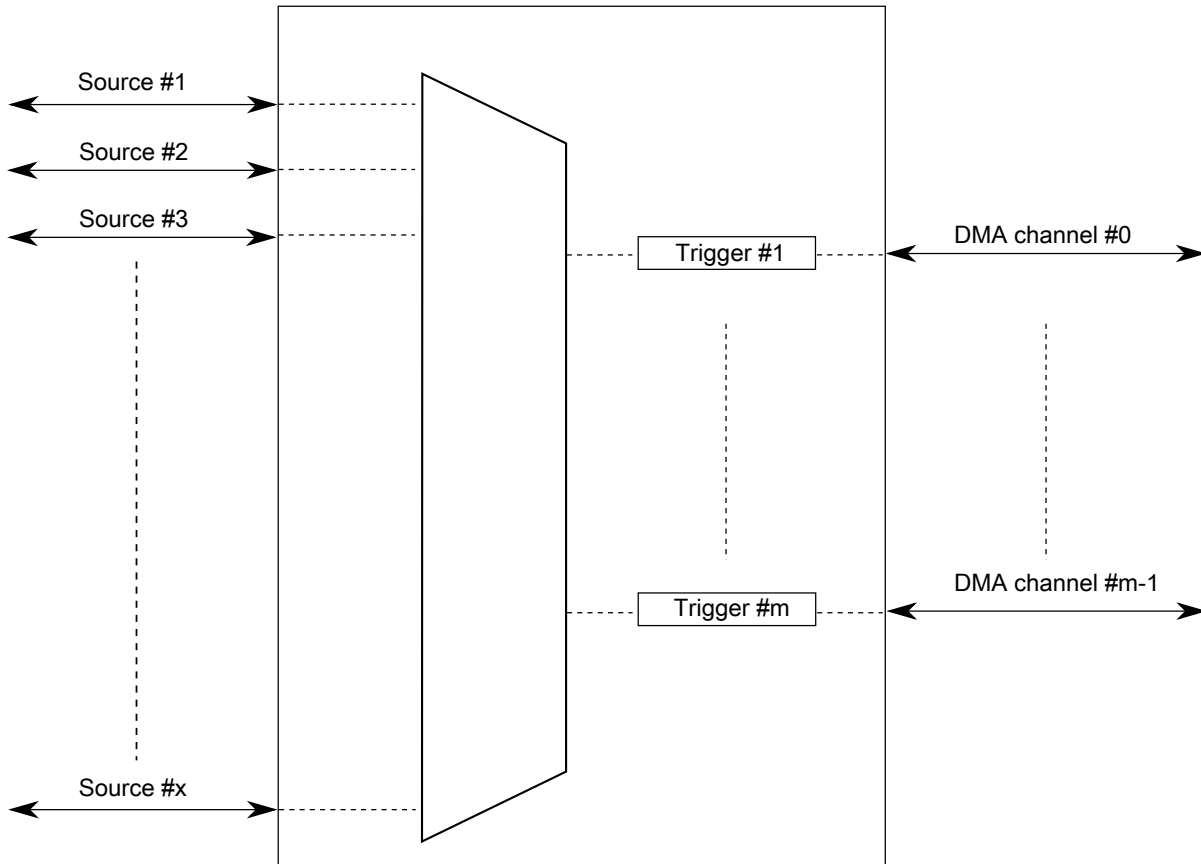 Source #1
Source #2
Source #3
Trigger #1
DMA channel #0
Trigger #m
DMA channel #m-1
Source #x